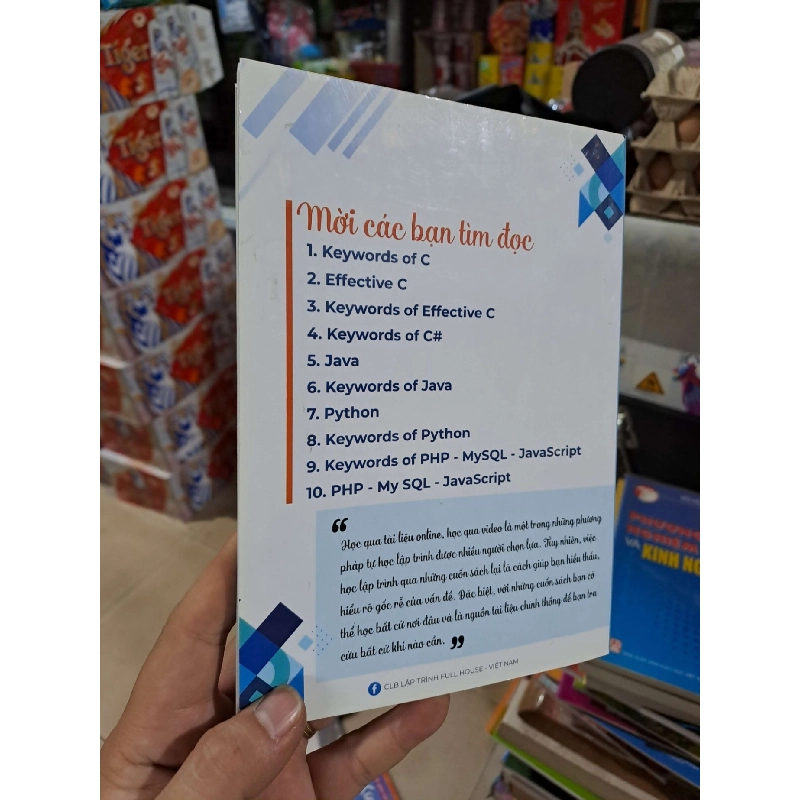 Mời các bạn tìm đọc
1. Keywords of C
2. Effective C
3. Keywords of Effective C
4. Keywords of C#
5. Java
6. Keywords of Java
7. Python
8. Keywords of Python
9. Keywords of PHP - MySQL - JavaScript
10. PHP - My SQL - JavaScript
“
Học qua tài liệu online, học qua video là một trong những phương
pháp tự học lập trình được nhiều người chọn lựa. Tuy nhiên, việc
học lập trình qua những cuốn sách lại là cách giúp bạn hiểu thấu,
hiểu rõ gốc rễ của vấn đề. Đặc biệt, với những cuốn sách bạn có
thể học bất cứ nơi đâu và là nguồn tài liệu chính thống để bạn tra
cứu bất cứ khi nào cần. ”
CLB LẬP TRÌNH FULL HOUSE - VIỆT NAM
Tiger
Tiger
VÀ KINH